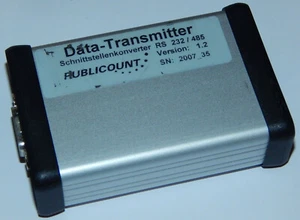 Data-Transmitter
Schnittstellenkonverter RS 232 / 485
PUBLICOUNT Version: 1.2
SN: 2007_35